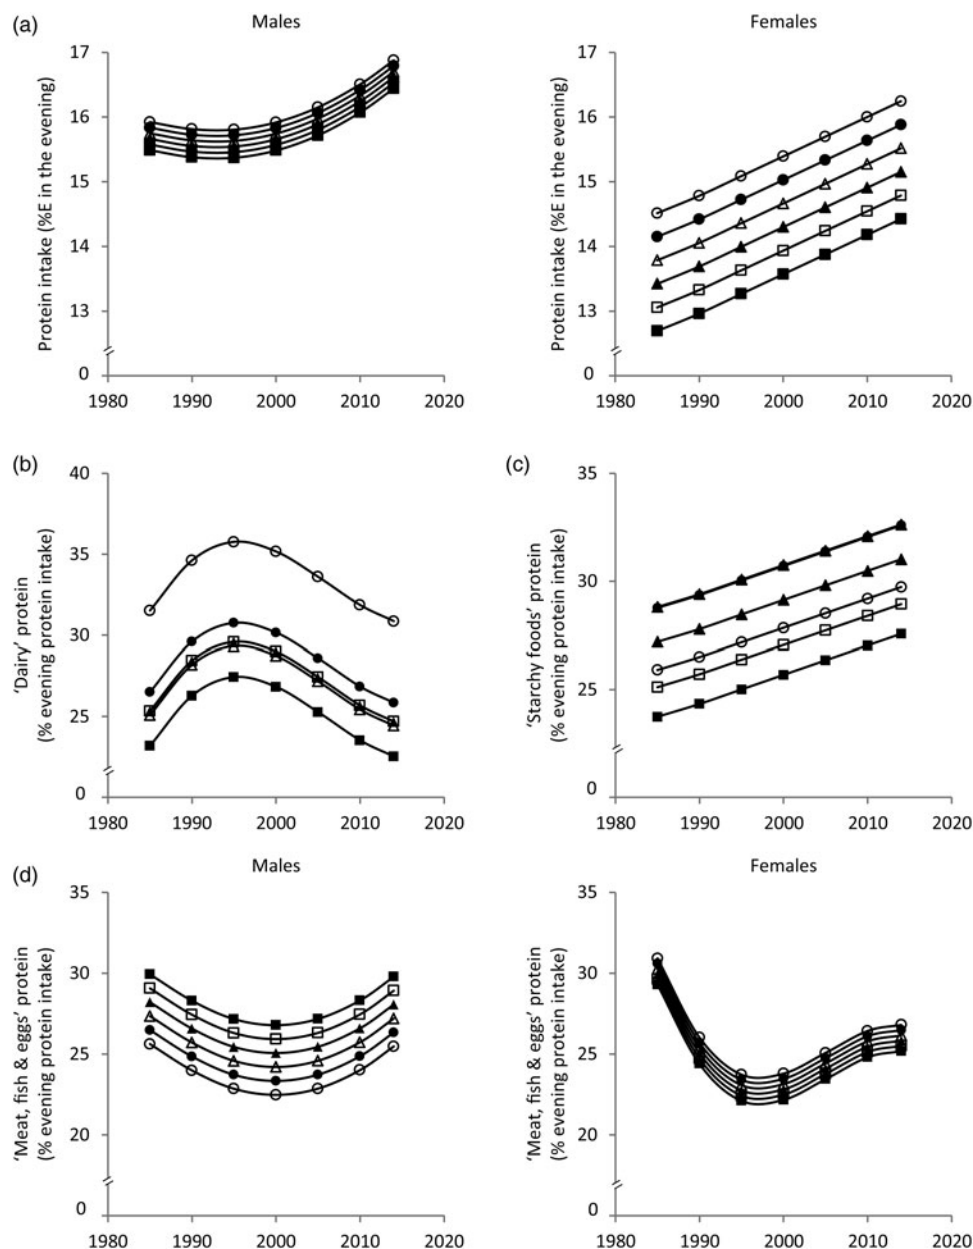 (a)
Males
Females
Protein intake (%E in the evening)
17
16
15
14
13
0
1980 1990 2000 2010 2020
Protein intake (%E in the evening)
17
16
15
14
13
0
1980 1990 2000 2010 2020
(b)
'Dairy' protein
(% evening protein intake)
40
35
30
25
0
1980 1990 2000 2010 2020
(c)
'Starchy foods' protein
(% evening protein intake)
35
30
25
0
1980 1990 2000 2010 2020
(d)
Males
'Meat, fish & eggs' protein
(% evening protein intake)
35
30
25
20
0
1980 1990 2000 2010 2020
Females
'Meat, fish & eggs' protein
(% evening protein intake)
35
30
25
20
0
1980 1990 2000 2010 2020